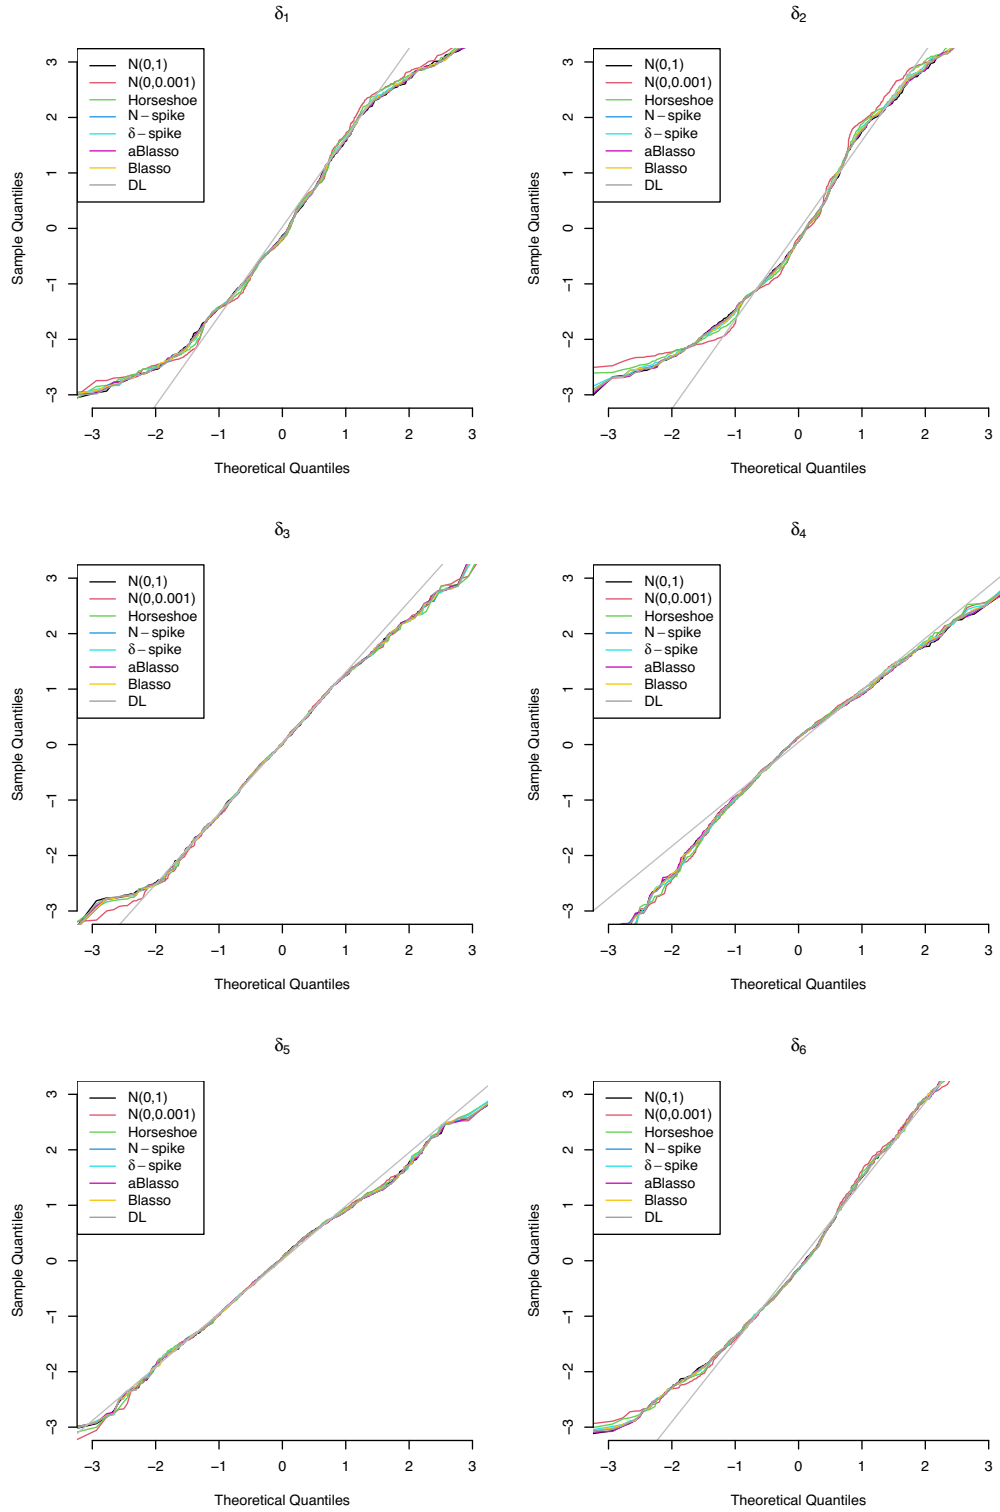 δ1
N(0,1)
N(0,0.001)
Horseshoe
N−spike
δ−spike
aBlasso
Blasso
DL
Sample Quantiles
3
2
1
0
−1
−2
−3
−3 −2 −1 0 1 2 3
Theoretical Quantiles
δ2
N(0,1)
N(0,0.001)
Horseshoe
N−spike
δ−spike
aBlasso
Blasso
DL
Sample Quantiles
3
2
1
0
−1
−2
−3
−3 −2 −1 0 1 2 3
Theoretical Quantiles
δ3
N(0,1)
N(0,0.001)
Horseshoe
N−spike
δ−spike
aBlasso
Blasso
DL
Sample Quantiles
3
2
1
0
−1
−2
−3
−3 −2 −1 0 1 2 3
Theoretical Quantiles
δ4
N(0,1)
N(0,0.001)
Horseshoe
N−spike
δ−spike
aBlasso
Blasso
DL
Sample Quantiles
3
2
1
0
−1
−2
−3
−3 −2 −1 0 1 2 3
Theoretical Quantiles
δ5
N(0,1)
N(0,0.001)
Horseshoe
N−spike
δ−spike
aBlasso
Blasso
DL
Sample Quantiles
3
2
1
0
−1
−2
−3
−3 −2 −1 0 1 2 3
Theoretical Quantiles
δ6
N(0,1)
N(0,0.001)
Horseshoe
N−spike
δ−spike
aBlasso
Blasso
DL
Sample Quantiles
3
2
1
0
−1
−2
−3
−3 −2 −1 0 1 2 3
Theoretical Quantiles